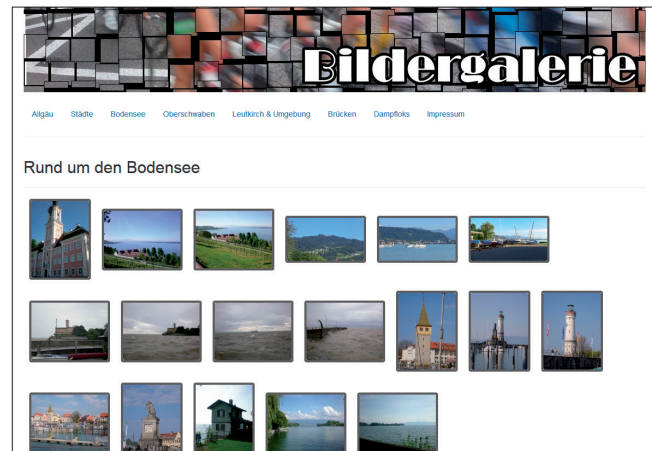 Bildergalerie
Allgäu Städte Bodensee Oberschwaben Leutkirch & Umgebung Brücken Dampfloks Impressum
Rund um den Bodensee